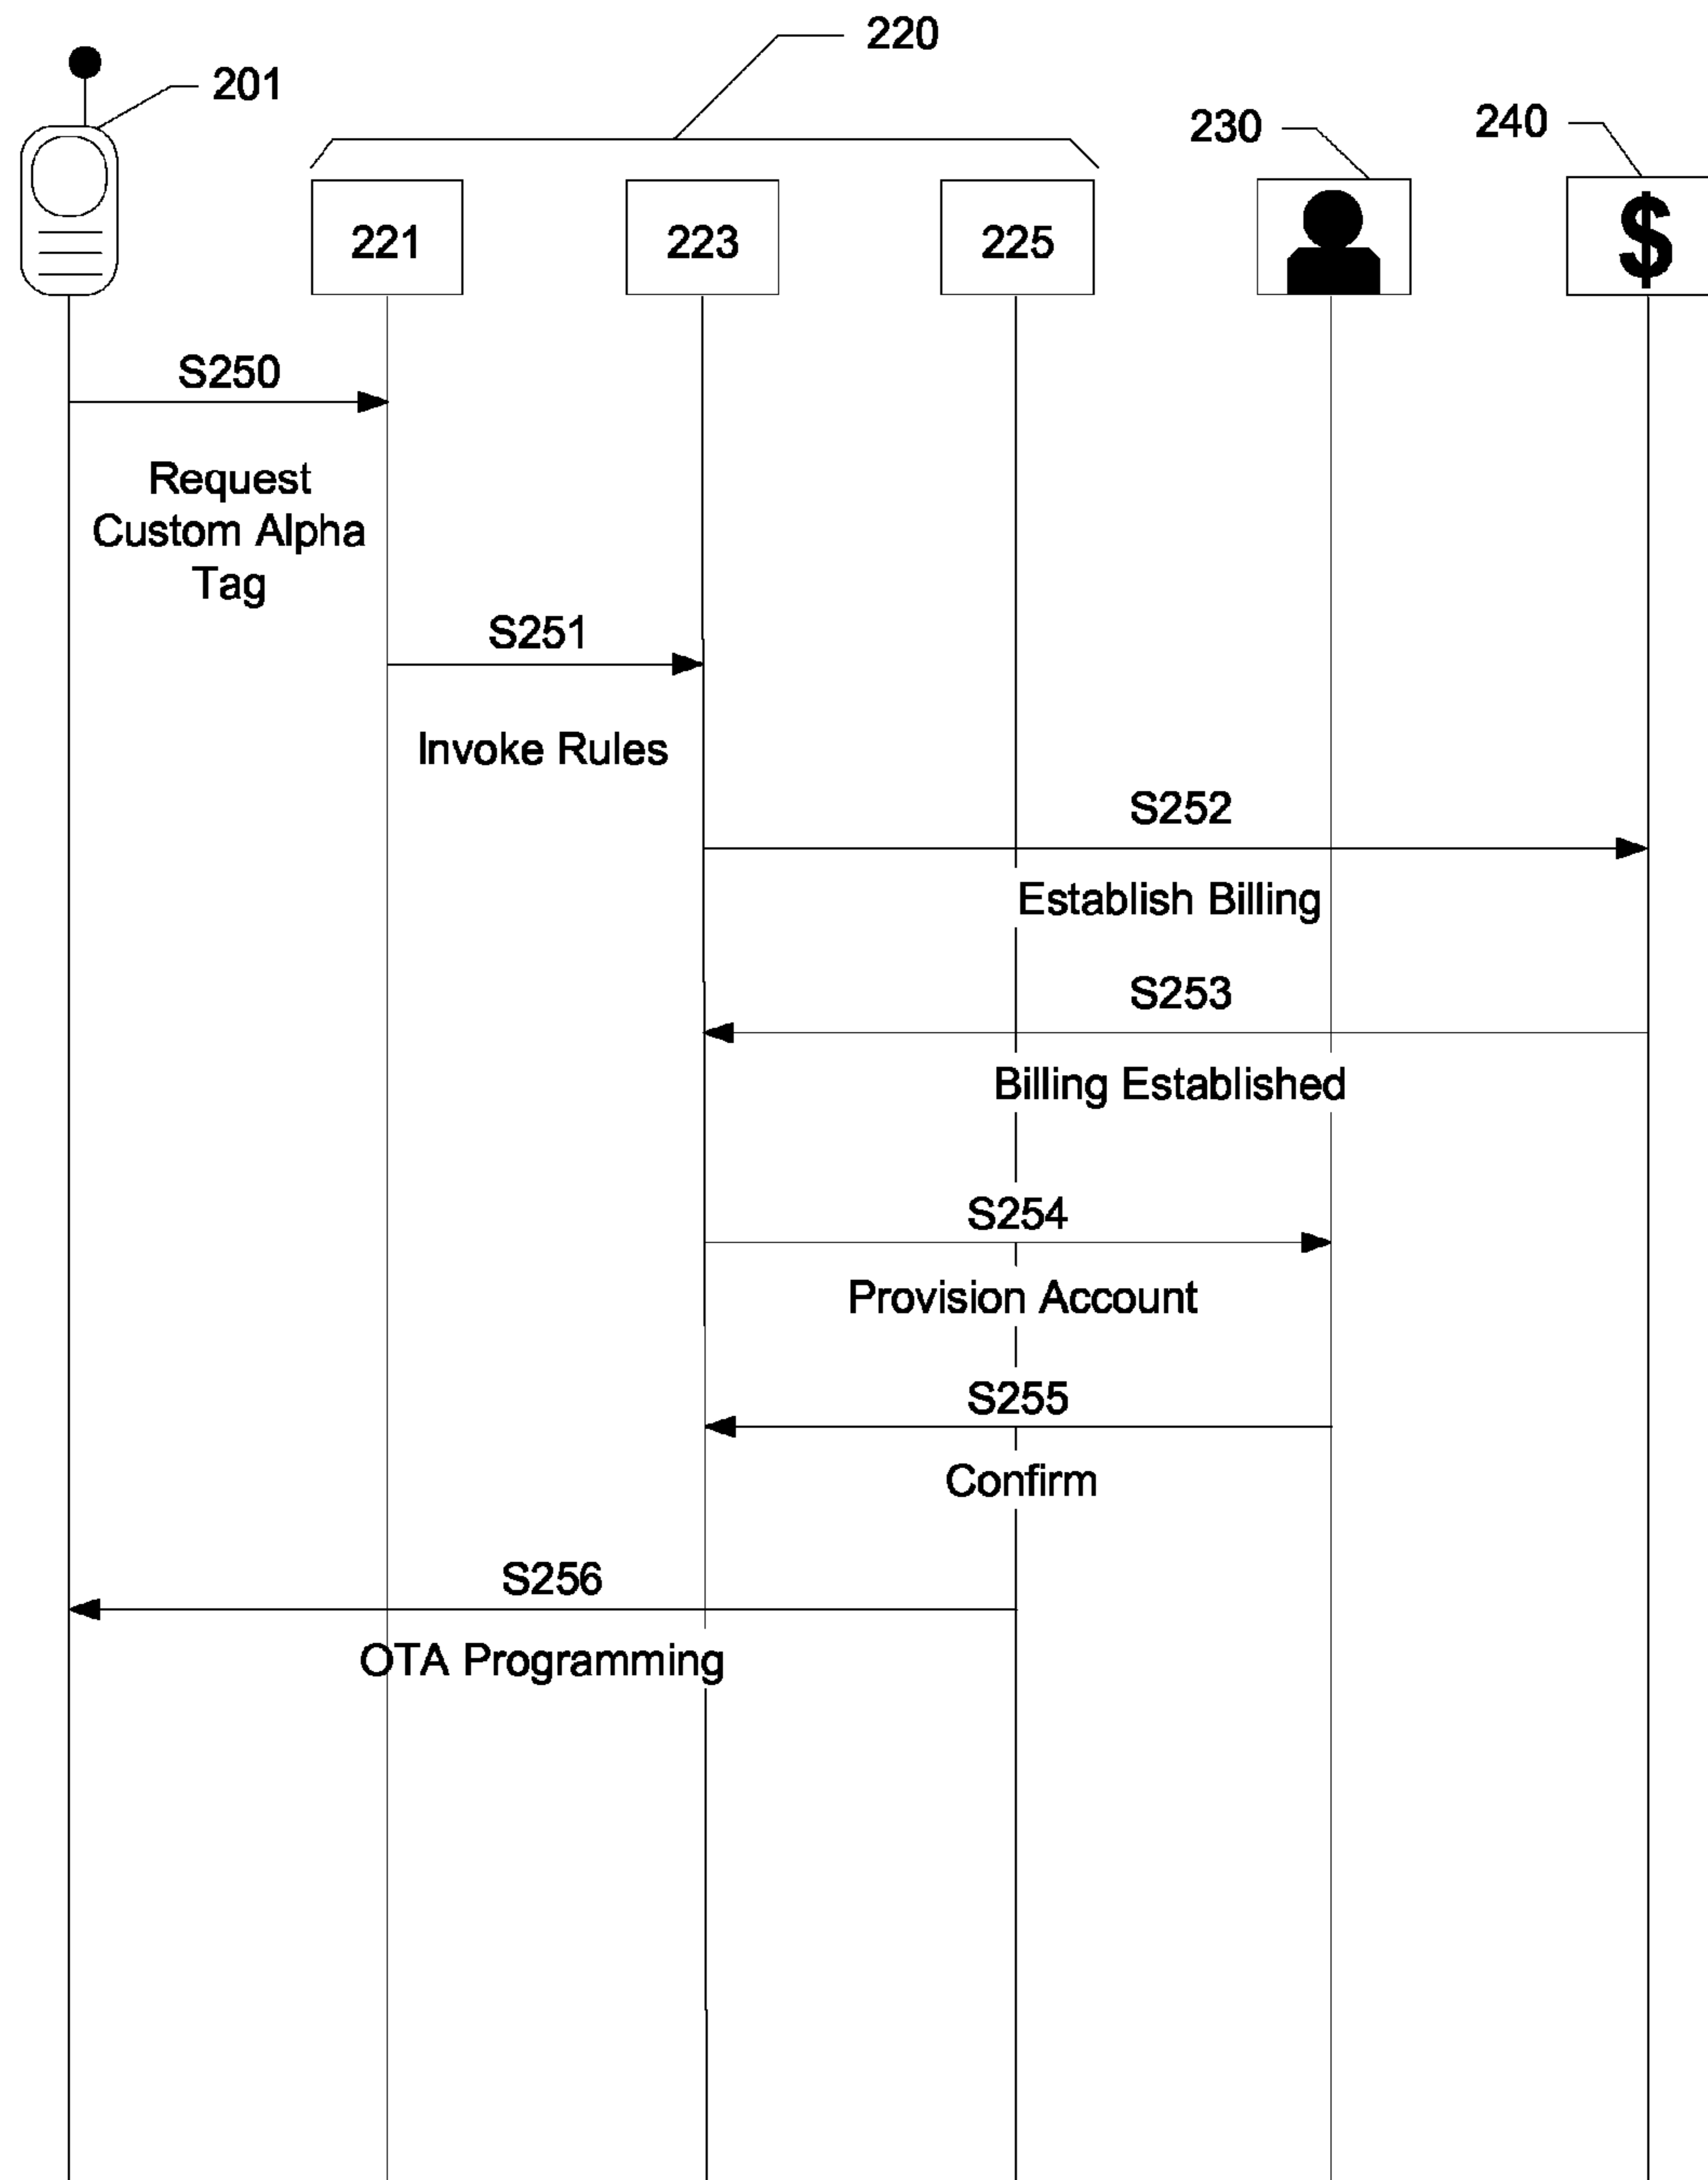 220
201
230
240
221
223
225
$
S250
Request
Custom Alpha
Tag
S251
Invoke Rules
S252
Establish Billing
S253
Billing Established
S254
Provision Account
S255
Confirm
S256
OTA Programming